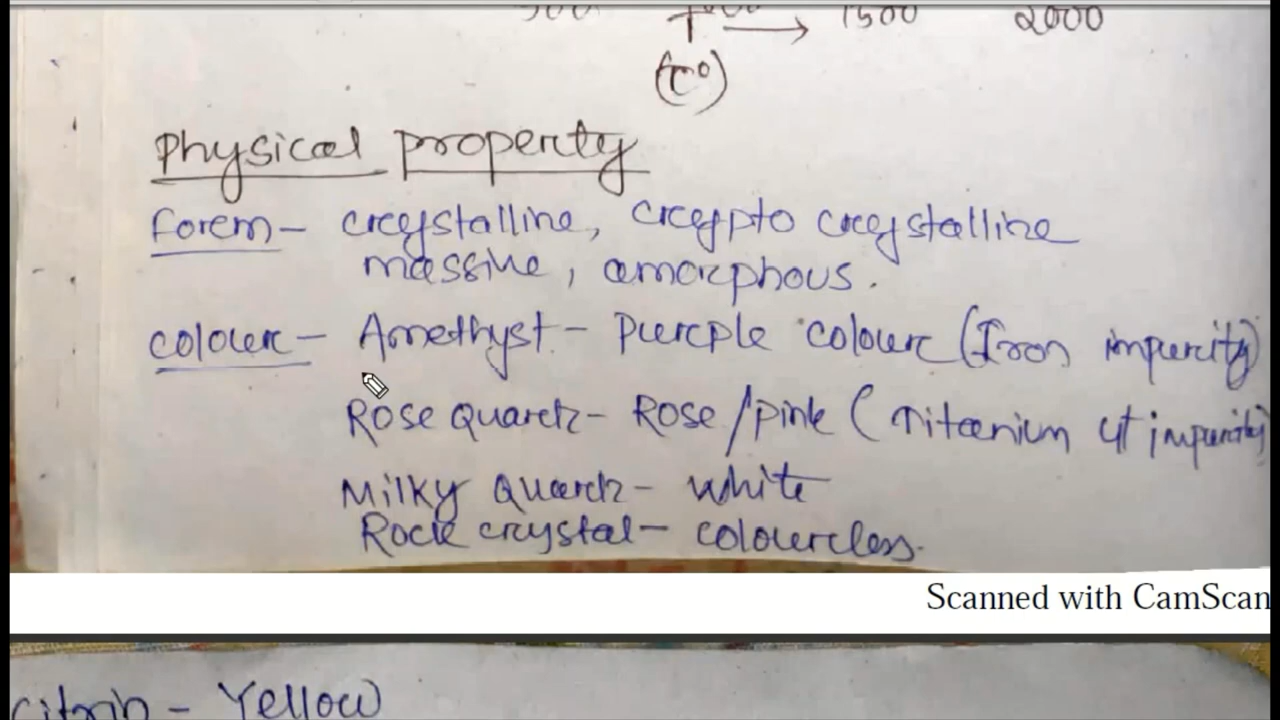 1500 2000
(T°)
Physical property
Form - crystalline, crypto crystalline
massive, amorphous.
colour - Amethyst - Purple colour (Iron impurity)
Rose Quartz - Rose/pink (Titanium 4+ impurity)
Milky Quartz - white
Rock crystal - colourless.
Scanned with CamScan
citrin - Yellow